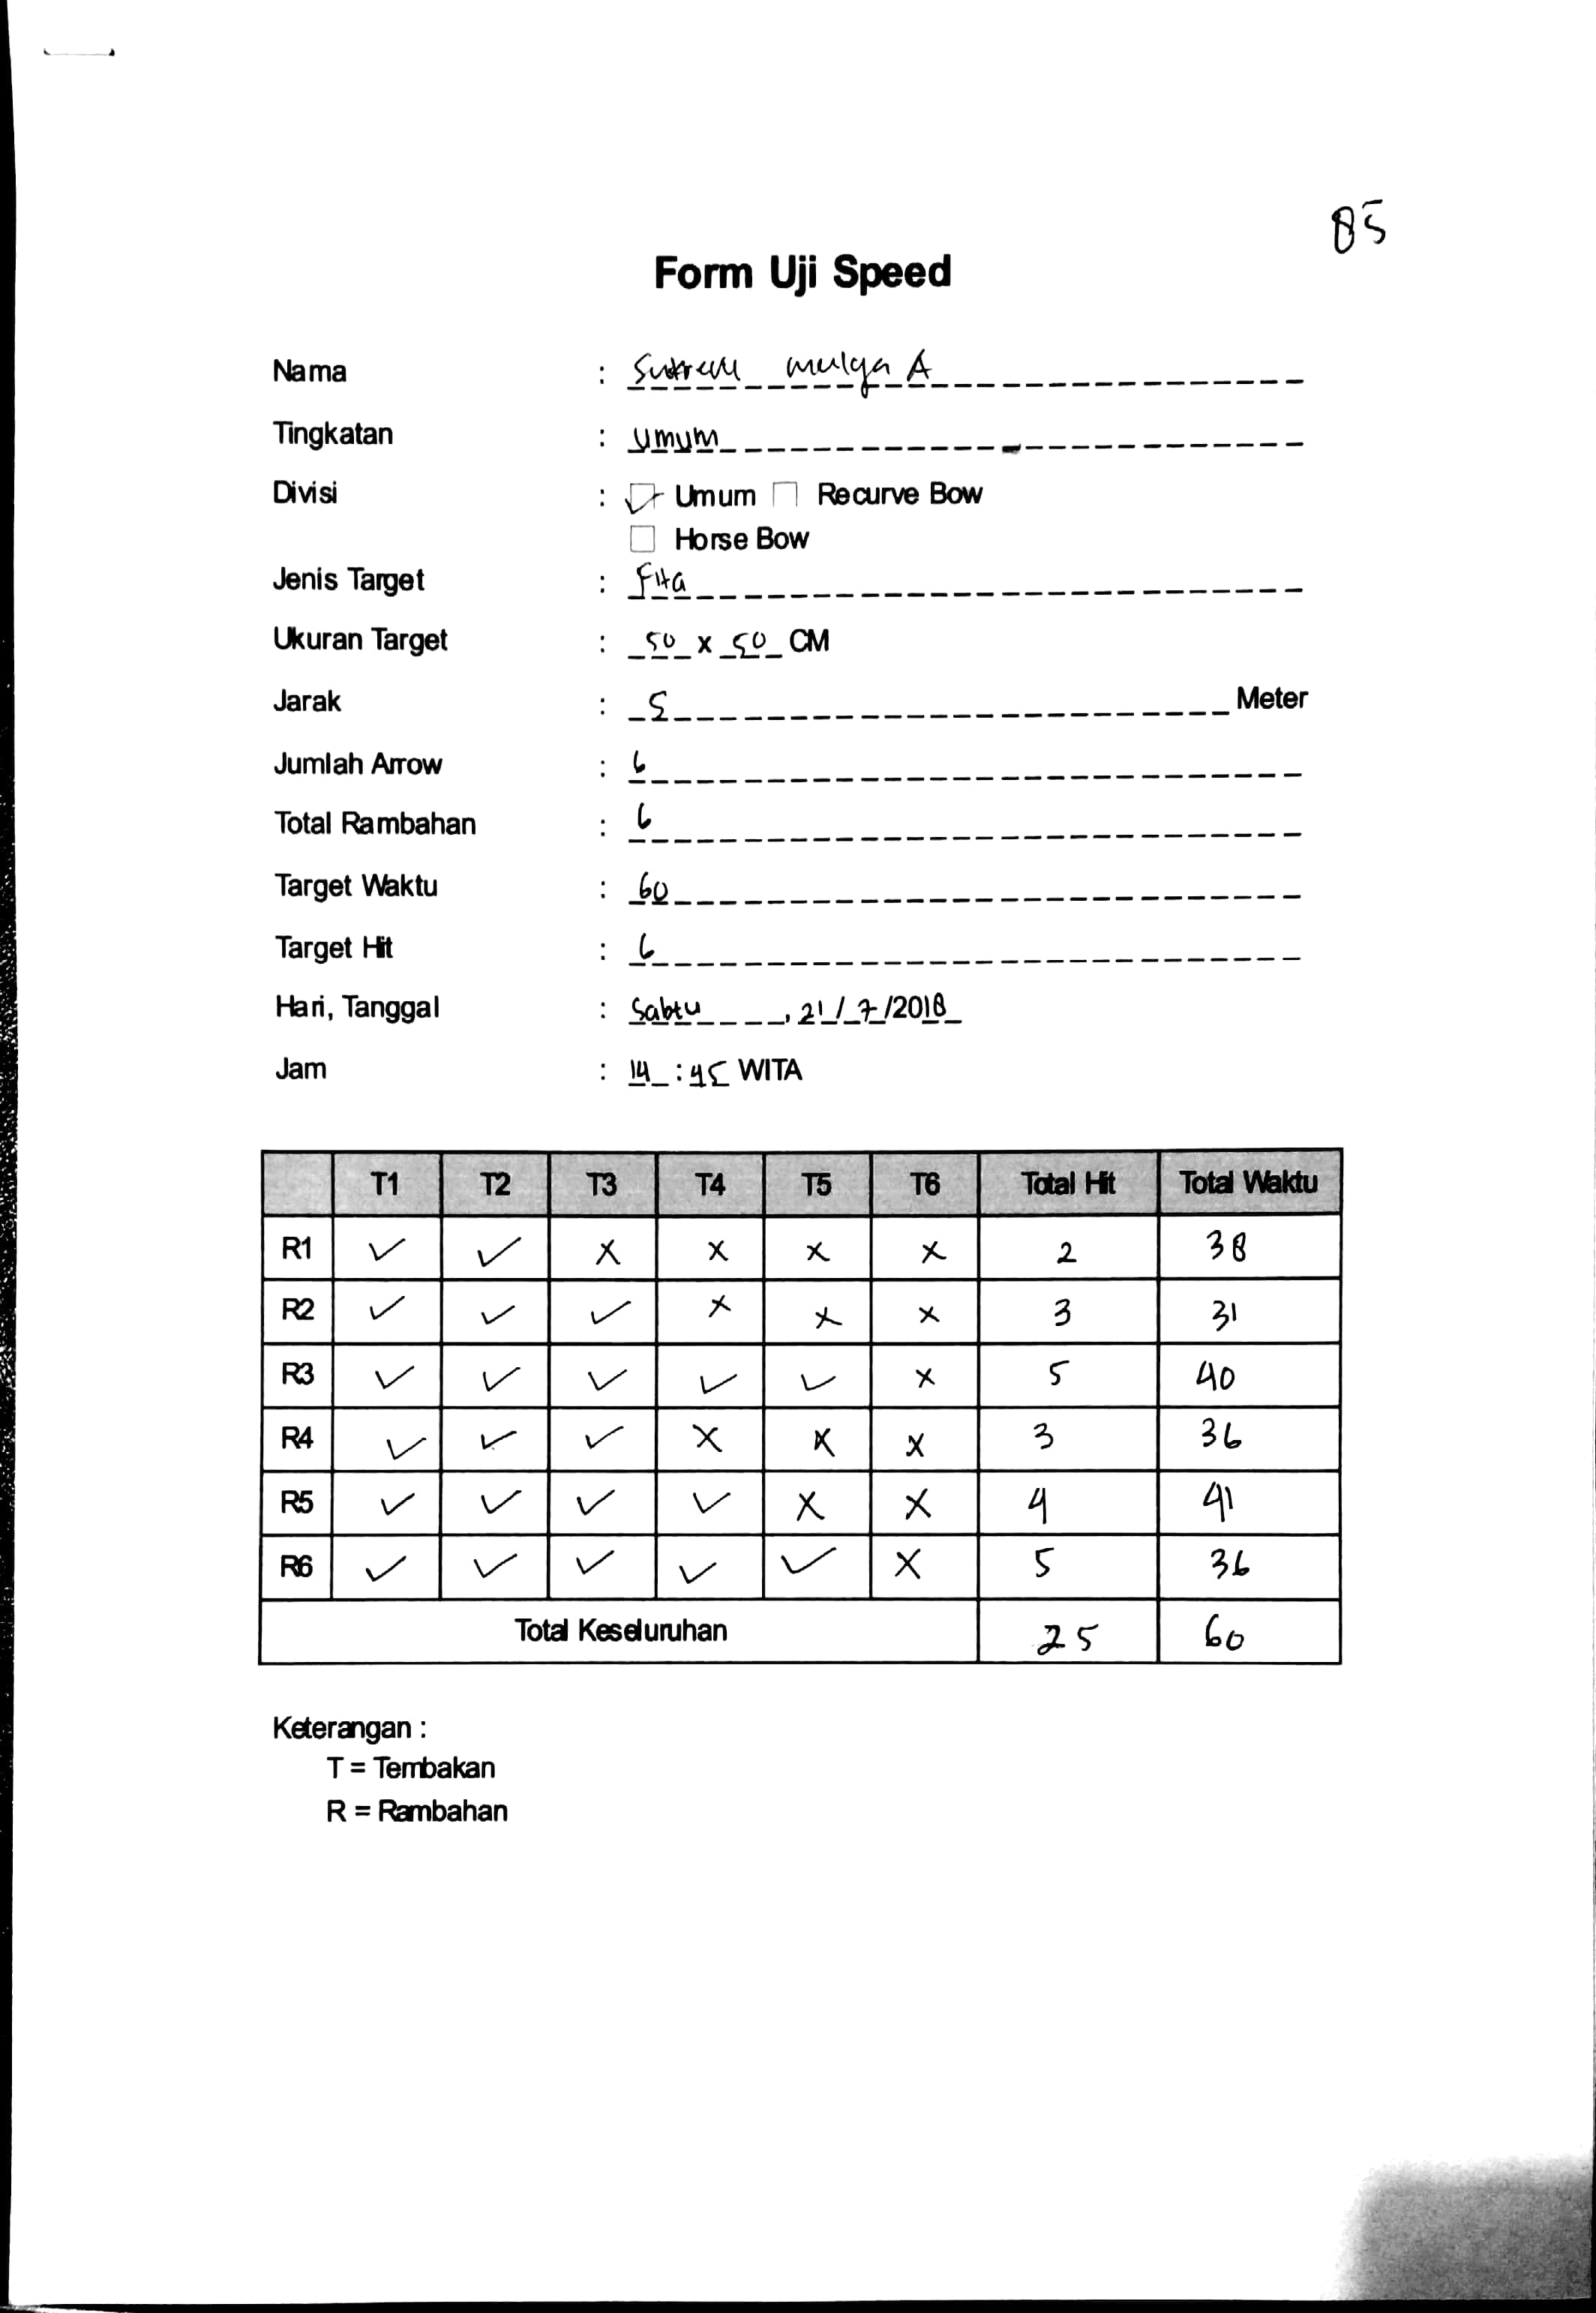 85
Form Uji Speed
Nama : mulya A
Tingkatan : Umum
Divisi : ✓ Umum ☐ Recurve Bow
☐ Horse Bow
Jenis Target : Fita
Ukuran Target : 50 x 50 CM
Jarak : 5 Meter
Jumlah Arrow : 6
Total Rambahan : 6
Target Waktu : 60
Target Hit : 6
Hari, Tanggal : Sabtu, 21/7/2018
Jam : 14:45 WITA
T1 T2 T3 T4 T5 T6 Total Hit Total Waktu
R1 ✓ ✓ X X X X 2 38
R2 ✓ ✓ ✓ X X X 3 31
R3 ✓ ✓ ✓ ✓ ✓ X 5 40
R4 ✓ ✓ ✓ X X X 3 36
R5 ✓ ✓ ✓ ✓ X X 4 41
R6 ✓ ✓ ✓ ✓ ✓ X 5 36
Total Keseluruhan 25 60
Keterangan :
T = Tembakan
R = Rambahan